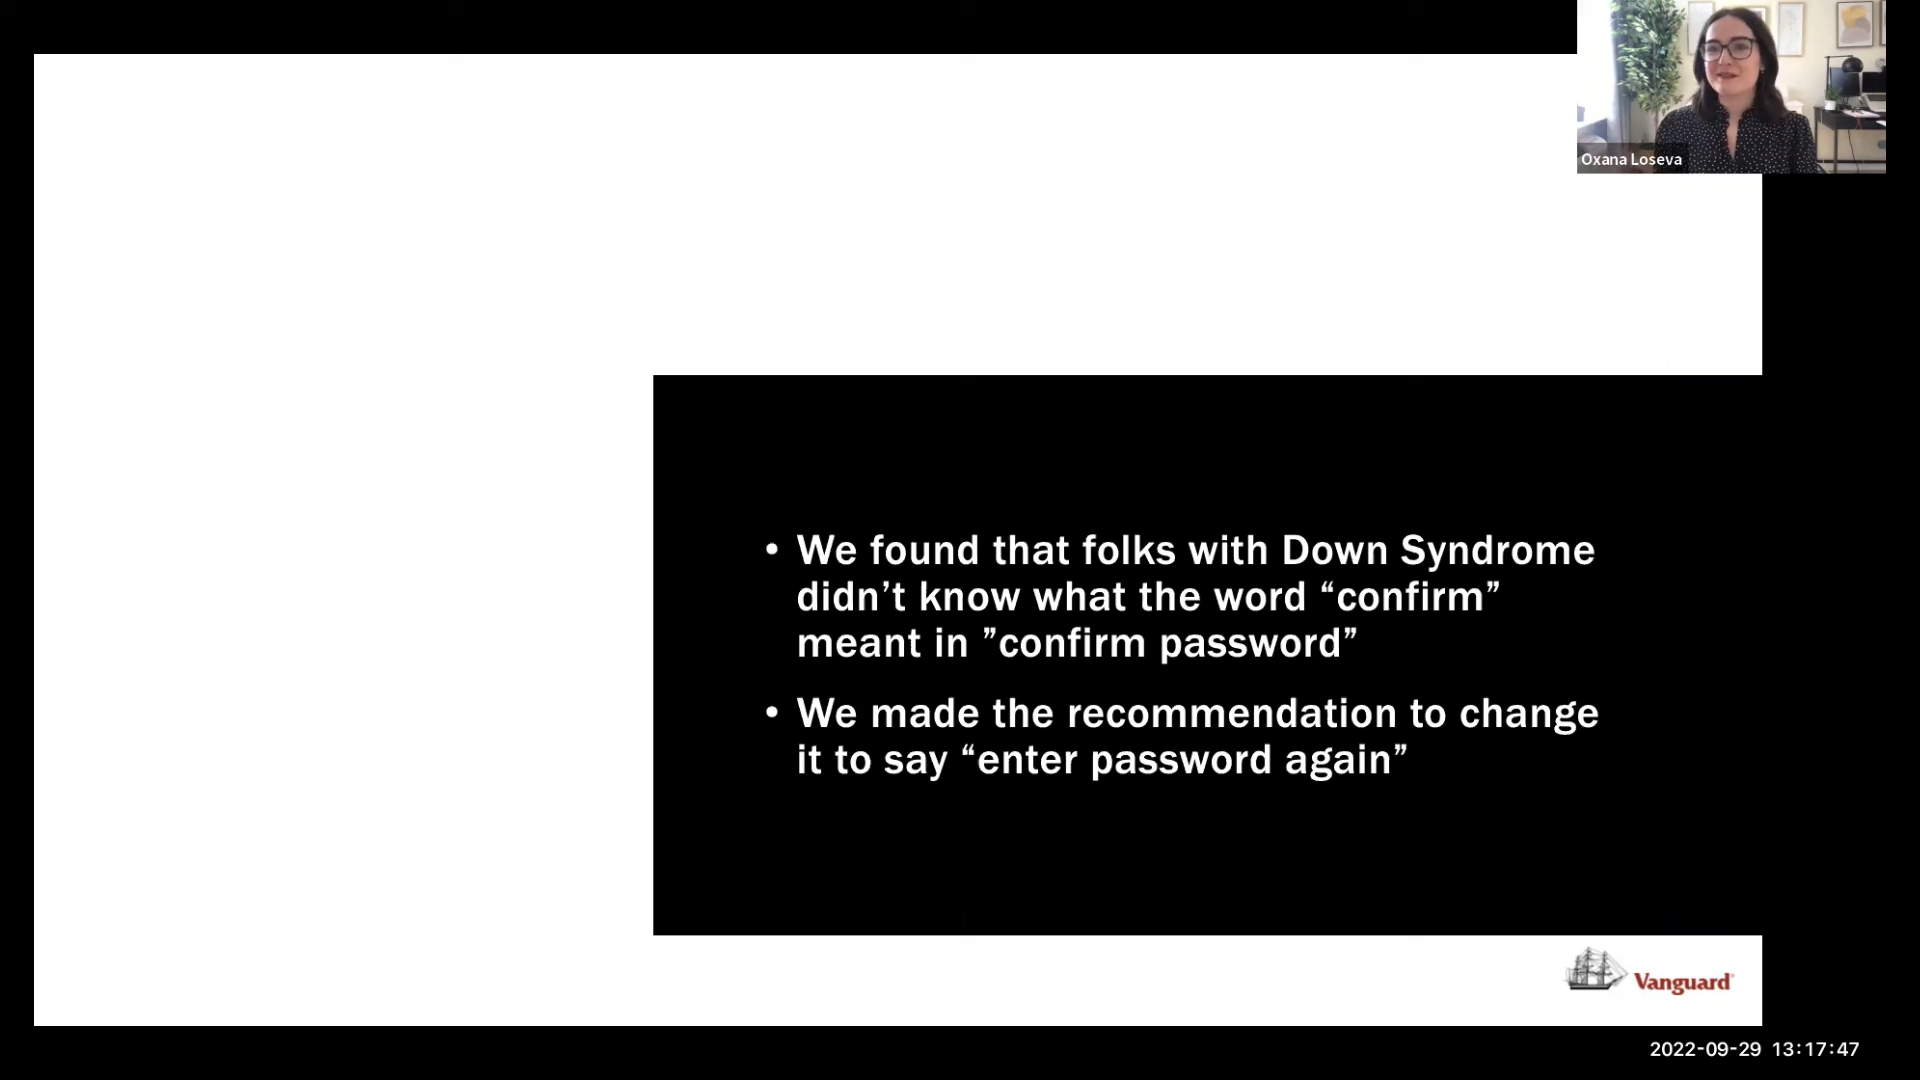 Oxana Loseva
• We found that folks with Down Syndrome
didn’t know what the word “confirm”
meant in ”confirm password”
• We made the recommendation to change
it to say “enter password again”
Vanguard
2022-09-29 13:17:47